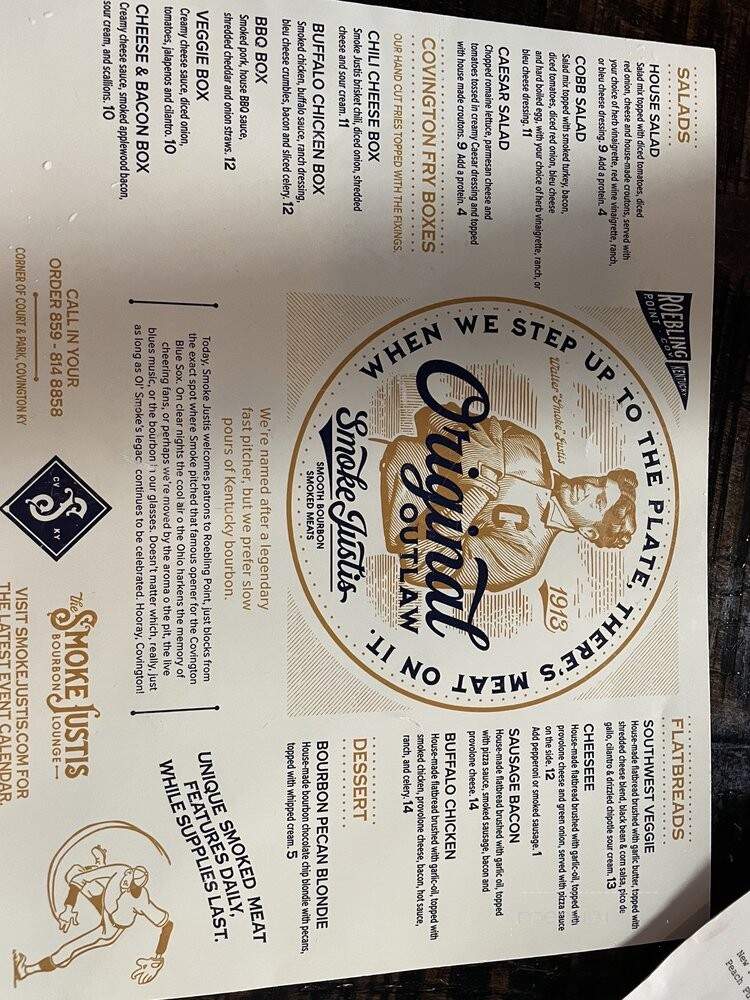 SALADS
HOUSE SALAD
Salad mix topped with diced tomatoes, diced
red onion, cheese and house-made croutons, served with
your choice of herb vinaigrette, red wine vinaigrette, ranch,
or bleu cheese dressing. 9 Add a protein. 4
COBB SALAD
Salad mix topped with smoked turkey, bacon,
diced tomatoes, diced red onion, bleu cheese
and hard boiled egg, with your choice of herb vinaigrette, ranch, or
bleu cheese dressing. 11
CAESAR SALAD
Chopped romaine lettuce, parmesan cheese and
tomatoes tossed in creamy Caesar dressing and topped
with house made croutons. 9 Add a protein. 4
COVINGTON FRY BOXES
OUR HAND CUT FRIES TOPPED WITH THE FIXINGS.
CHILI CHEESE BOX
Smoke Justis brisket chili, diced onion, shredded
cheese and sour cream. 11
BUFFALO CHICKEN BOX
Smoked chicken, buffalo sauce, ranch dressing,
bleu cheese crumbles, bacon and sliced celery. 12
BBQ BOX
Smoked pork, house BBQ sauce,
shredded cheddar and onion straws. 12
VEGGIE BOX
Creamy cheese sauce, diced onion,
tomatoes, jalapenos and cilantro. 10
CHEESE & BACON BOX
Creamy cheese sauce, smoked applewood bacon,
sour cream, and scallions. 10
ROEBLING KENTUCKY
POINT COV
WHEN WE STEP UP TO THE PLATE, THERE'S MEAT ON IT.
Walter "Smoke" Justis
1913
C
Original
OUTLAW
Smoke Justis
SMOOTH BOURBON
SMOKED MEATS
We're named after a legendary
fast pitcher, but we prefer slow
pours of Kentucky bourbon.
Today, Smoke Justis welcomes patrons to Roebling Point, just blocks from
the exact spot where Smoke pitched that famous opener for the Covington
Blue Sox. On clear nights the cool air o the Ohio harkens the memory of
cheering fans, or perhaps we're moved by the aroma o the pit, the live
blues music, or the bourbon i our glasses. Doesn't matter which, really, just
as long as Ol' Smoke's legac continues to be celebrated. Hooray, Covington!
CALL IN YOUR
ORDER 859 - 814 8858
CORNER OF COURT & PARK, COVINGTON KY
CV SJ KY
The SMOKE JUSTIS
BOURBON LOUNGE
VISIT SMOKEJUSTIS.COM FOR
THE LATEST EVENT CALENDAR.
FLATBREADS
SOUTHWEST VEGGIE
House-made flatbread brushed with garlic butter, topped with
shredded cheese blend, black bean & corn salsa, pico de
gallo, cilantro & drizzled chipotle sour cream. 13
CHEESEEE
House-made flatbread brushed with garlic-oil, topped with
provolone cheese and green onion, served with pizza sauce
on the side. 12
Add pepperoni or smoked sausage. 1
SAUSAGE BACON
House-made flatbread brushed with garlic oil, topped
with pizza sauce, smoked sausage, bacon and
provolone cheese. 14
BUFFALO CHICKEN
House-made flatbread brushed with garlic-oil, topped with
smoked chicken, provolone cheese, bacon, hot sauce,
ranch, and celery. 14
DESSERT
BOURBON PECAN BLONDIE
House-made bourbon chocolate chip blondie with pecans,
topped with whipped cream. 5
UNIQUE SMOKED MEAT
FEATURES DAILY,
WHILE SUPPLIES LAST.
New
Peach